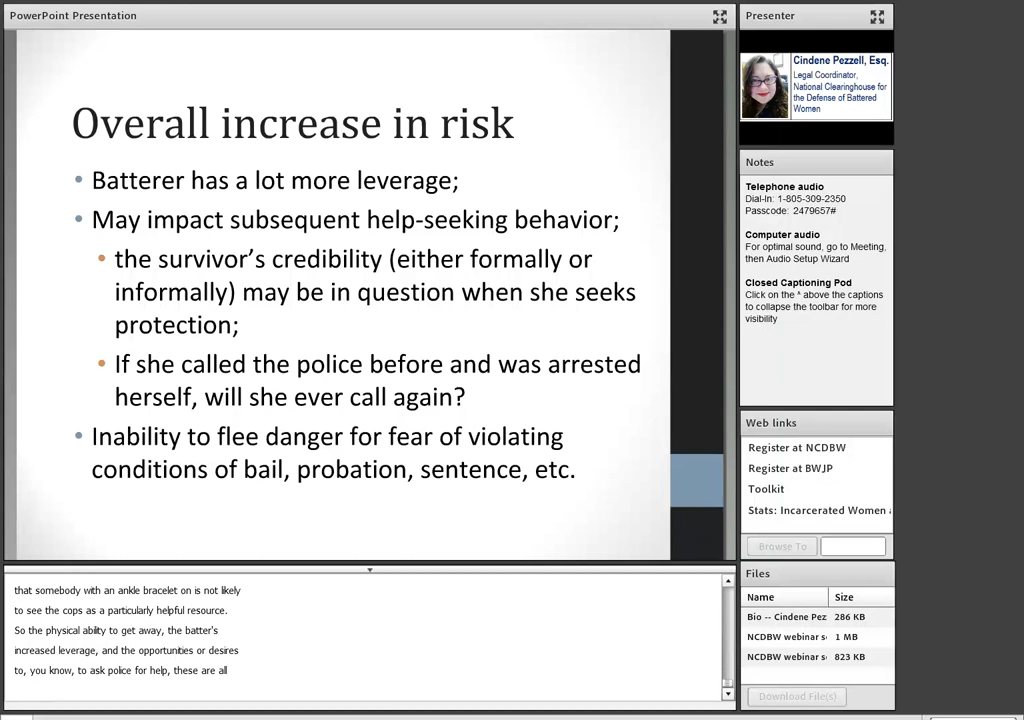 PowerPoint Presentation
Overall increase in risk
• Batterer has a lot more leverage;
• May impact subsequent help-seeking behavior;
• the survivor’s credibility (either formally or
informally) may be in question when she seeks
protection;
• If she called the police before and was arrested
herself, will she ever call again?
• Inability to flee danger for fear of violating
conditions of bail, probation, sentence, etc.
that somebody with an ankle bracelet on is not likely
to see the cops as a particularly helpful resource.
So the physical ability to get away, the batter's
increased leverage, and the opportunities or desires
to, you know, to ask police for help, these are all
Presenter
Cindene Pezzell, Esq.
Legal Coordinator,
National Clearinghouse for
the Defense of Battered
Women
Notes
Telephone audio
Dial-In: 1-805-309-2350
Passcode: 2479657#
Computer audio
For optimal sound, go to Meeting,
then Audio Setup Wizard
Closed Captioning Pod
Click on the ^ above the captions
to collapse the toolbar for more
visibility
Web links
Register at NCDBW
Register at BWJP
Toolkit
Stats: Incarcerated Women
Browse To
Files
Name Size
Bio -- Cindene Pez 286 KB
NCDBW webinar s 1 MB
NCDBW webinar s 823 KB
Download File(s)